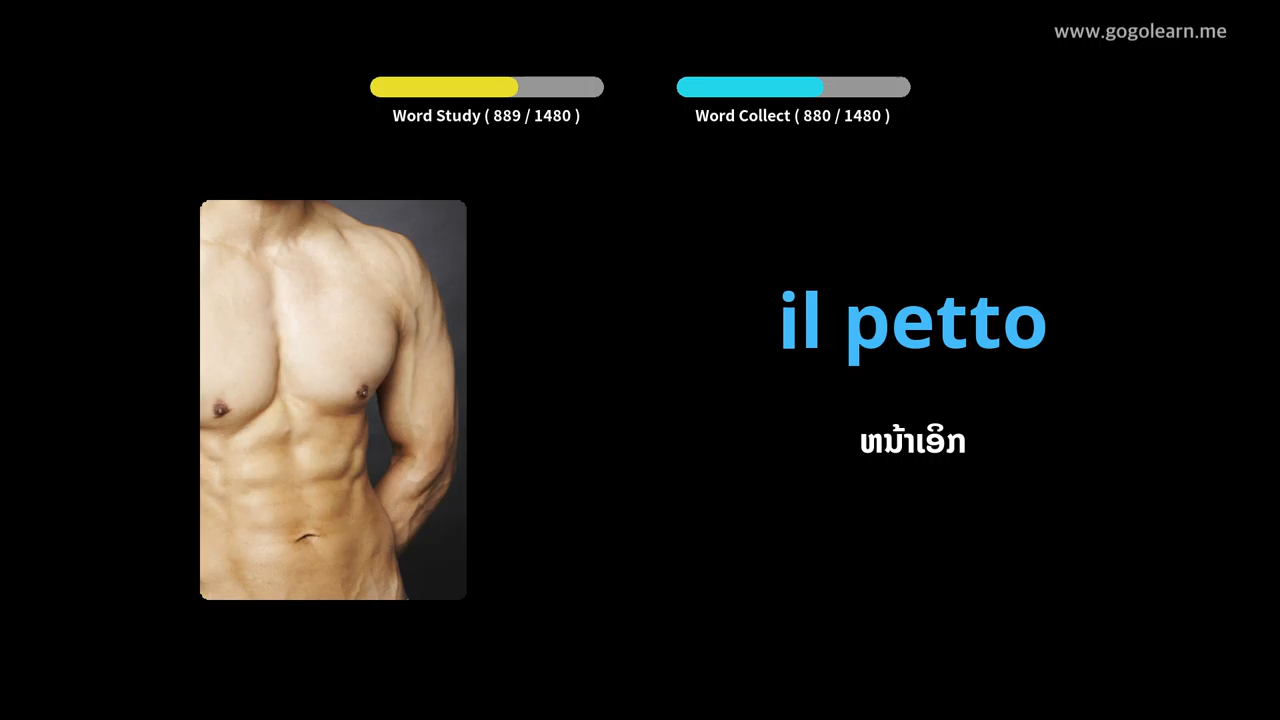 www.gogolearn.me
Word Study ( 889 / 1480 )
Word Collect ( 880 / 1480 )
il petto
ຫນ້າເອິກ